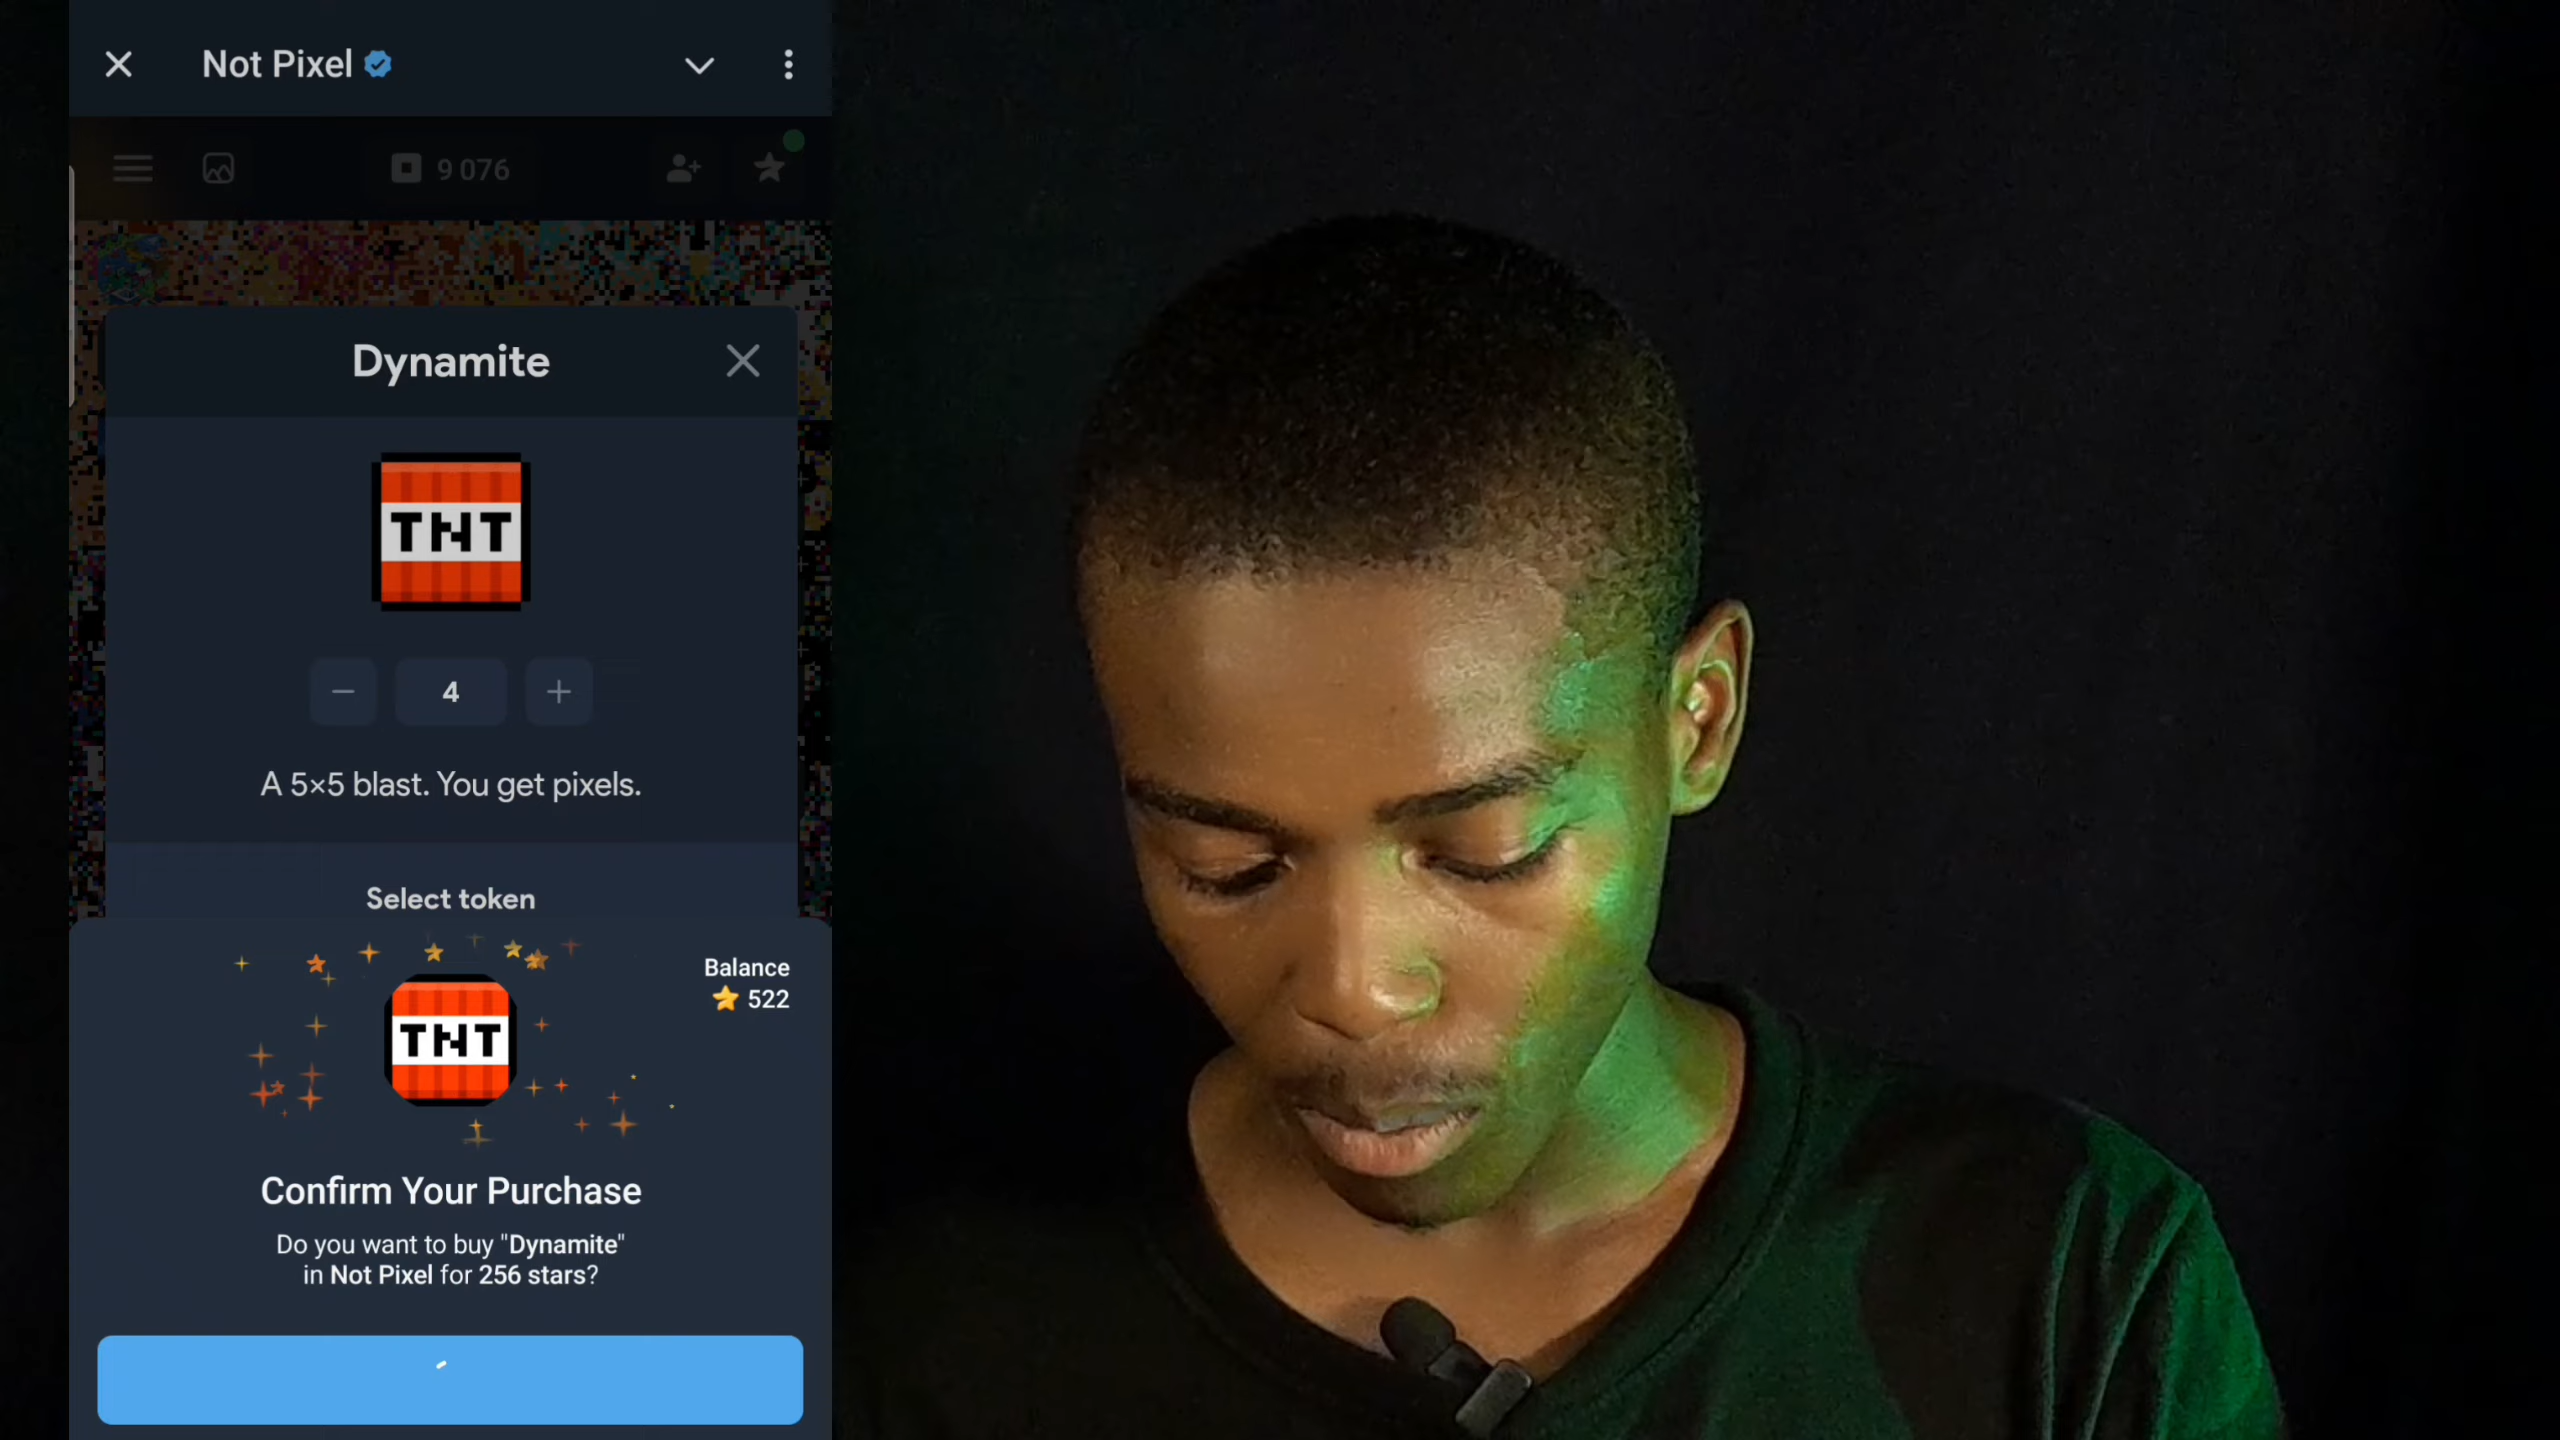 Not Pixel
9 076
Dynamite
TNT
4
A 5×5 blast. You get pixels.
Select token
Balance
522
TNT
Confirm Your Purchase
Do you want to buy "Dynamite"
in Not Pixel for 256 stars?